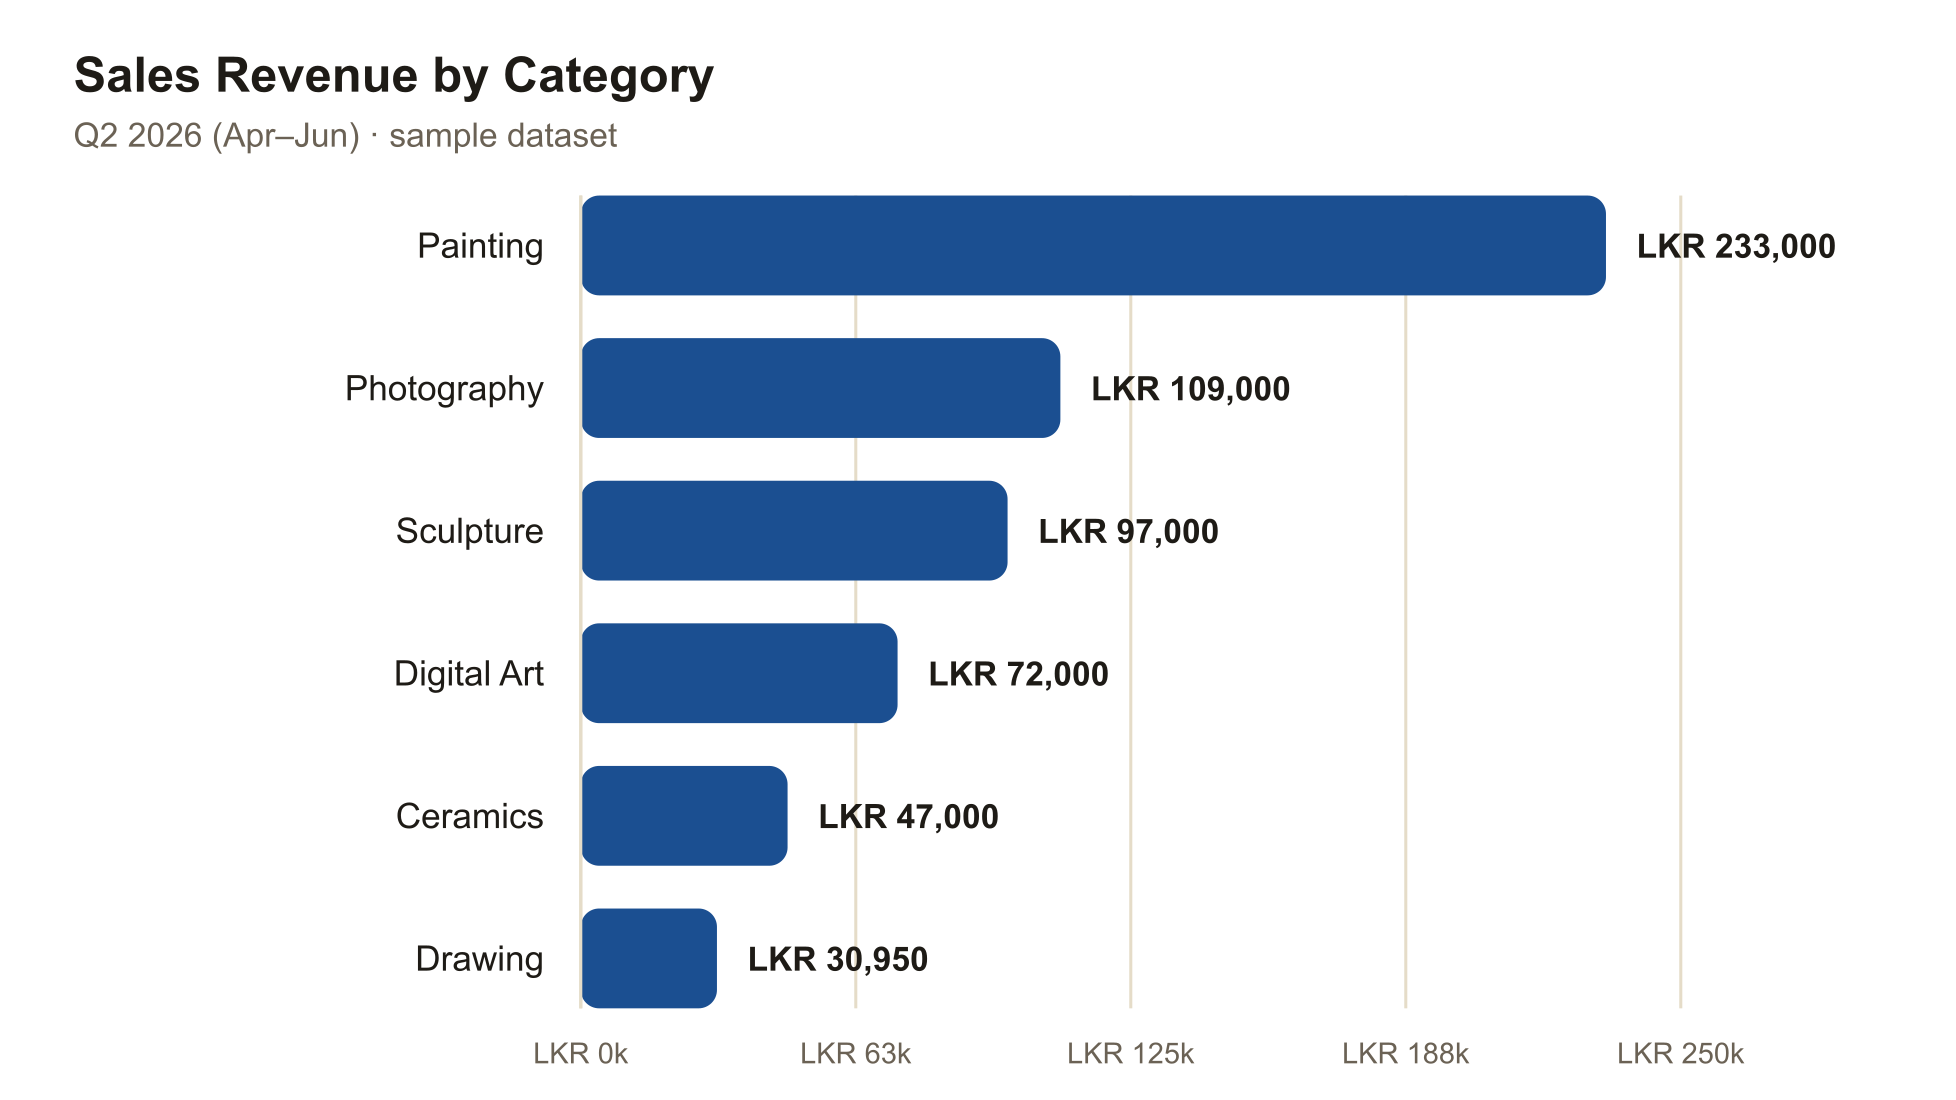 Sales Revenue by Category
Q2 2026 (Apr–Jun) · sample dataset
Painting LKR 233,000
Photography LKR 109,000
Sculpture LKR 97,000
Digital Art LKR 72,000
Ceramics LKR 47,000
Drawing LKR 30,950
LKR 0k LKR 63k LKR 125k LKR 188k LKR 250k